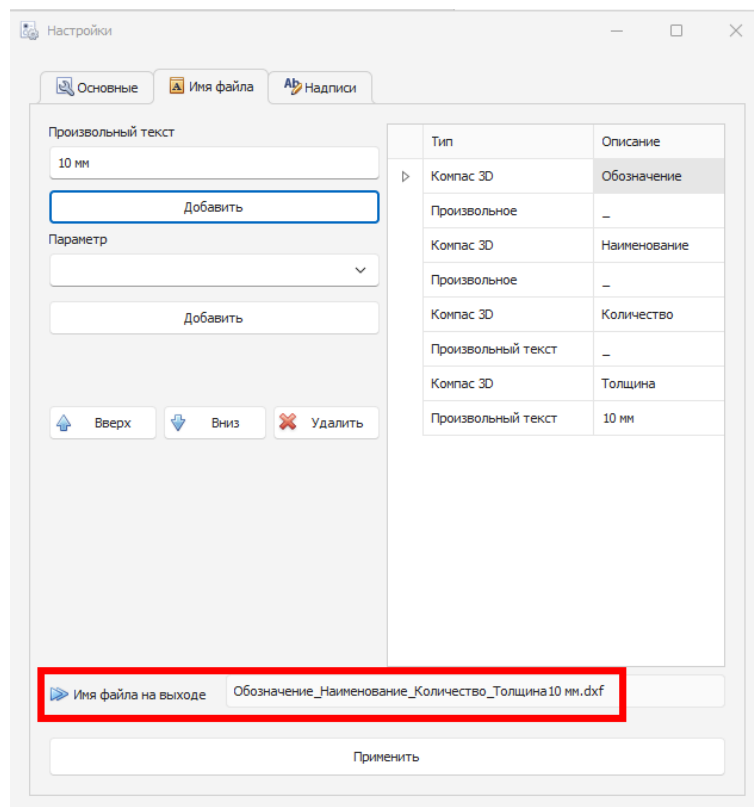 Настройки
Основные
Имя файла
Надписи
Произвольный текст
10 мм
Добавить
Параметр
Добавить
Вверх
Вниз
Удалить
Тип Описание
Компас 3D Обозначение
Произвольное _
Компас 3D Наименование
Произвольное _
Компас 3D Количество
Произвольный текст _
Компас 3D Толщина
Произвольный текст 10 мм
Имя файла на выходе Обозначение_Наименование_Количество_Толщина10 мм.dxf
Применить